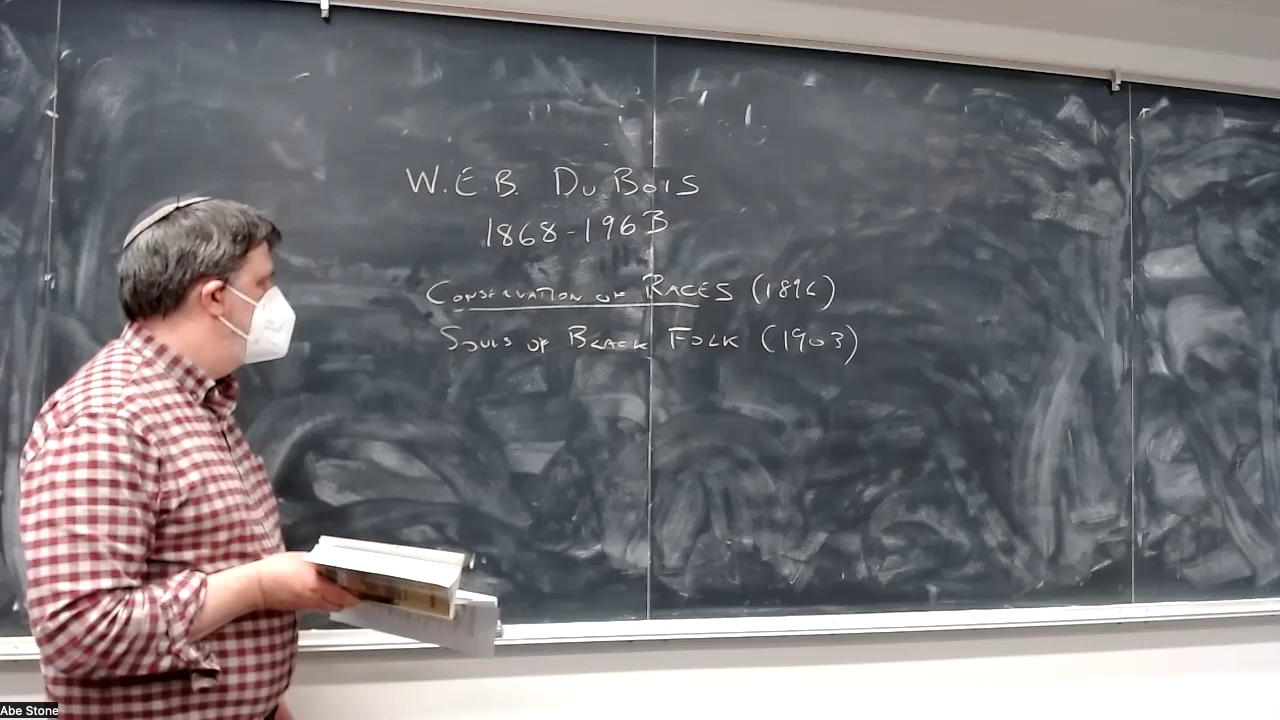 W.E.B. DU BOIS
1868-1963
CONSERVATION OF RACES (1896)
SOULS OF BLACK FOLK (1903)
Abe Stone